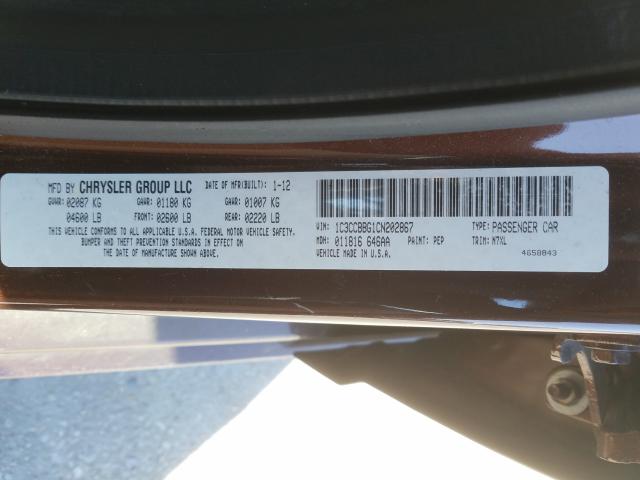 MFD BY CHRYSLER GROUP LLC DATE OF MFR(BUILT): 1-12
GVWR: 02087 KG GAWR: 01180 KG GAWR: 01007 KG
04600 LB FRONT: 02600 LB REAR: 02220 LB
THIS VEHICLE CONFORMS TO ALL APPLICABLE U.S.A. FEDERAL MOTOR VEHICLE SAFETY,
BUMPER AND THEFT PREVENTION STANDARDS IN EFFECT ON
THE DATE OF MANUFACTURE SHOWN ABOVE.
VIN: 1C3CCBBG1CN202867 TYPE: PASSENGER CAR
MDH: 011816 646AA PAINT: PEP TRIM: N7XL
VEHICLE MADE IN U.S.A. 4658843